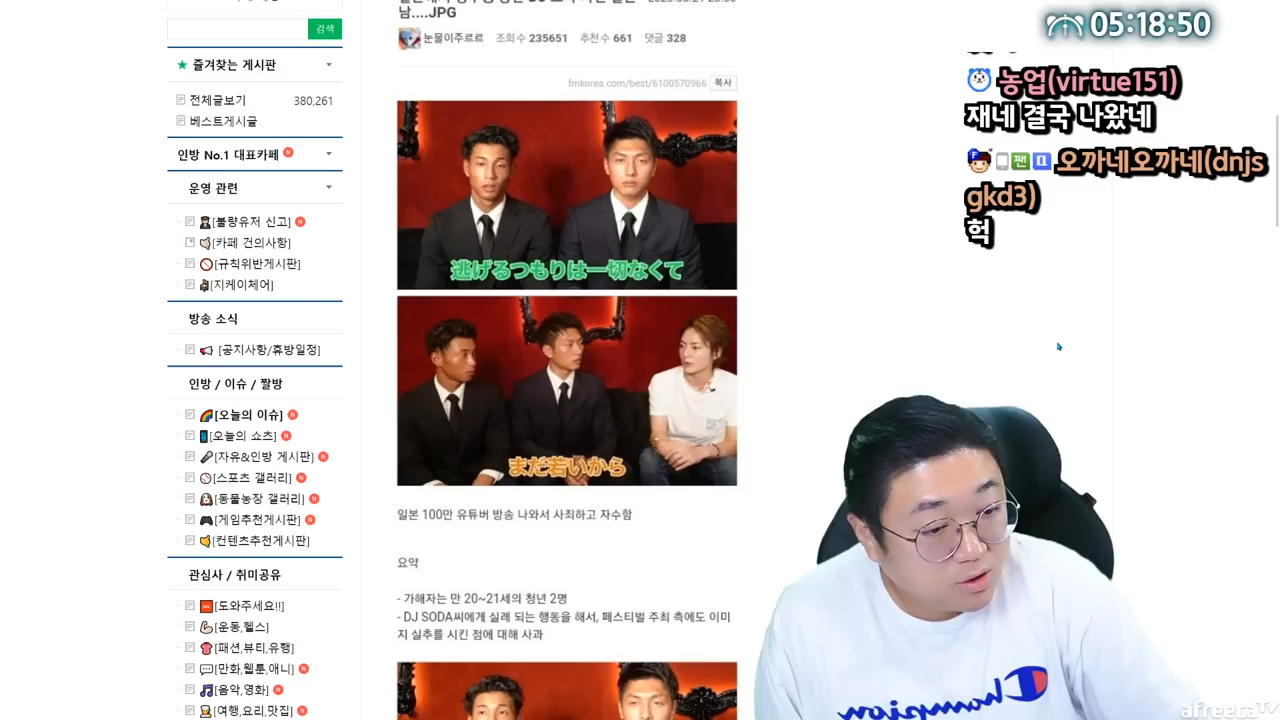 검색
★ 즐겨찾는 게시판
전체글보기 380,261
베스트게시글
인방 No.1 대표카페 N
운영 관련
[불량유저 신고] N
[카페 건의사항]
[규칙위반게시판]
[지케이체어]
방송 소식
[공지사항/휴방일정]
인방 / 이슈 / 짤방
[오늘의 이슈] N
[오늘의 쇼츠] N
[자유&인방 게시판] N
[스포츠 갤러리] N
[동물농장 갤러리] N
[게임추천게시판] N
[컨텐츠추천게시판]
관심사 / 취미공유
[도와주세요!!]
[운동,헬스]
[패션,뷰티,유행]
[만화,웹툰,애니] N
[음악,영화] N
[여행,요리,맛집] N
남....JPG
눈물이주르르 조회수 235651 추천수 661 댓글 328
fmkorea.com/best/6100570966 복사
逃げるつもりは一切なくて
まだ若いから
일본 100만 유튜버 방송 나와서 사죄하고 자수함
요약
- 가해자는 만 20~21세의 청년 2명
- DJ SODA씨에게 실례 되는 행동을 해서, 페스티벌 주최 측에도 이미
지 실추를 시킨 점에 대해 사과
05:18:50
농업(virtue151)
재네 결국 나왔네
팬 오까네오까네(dnjs
gkd3)
헉
Champion
afreecaTV